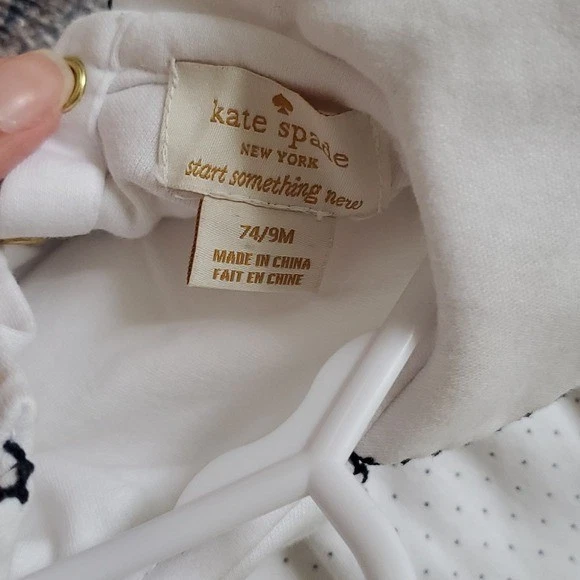 kate spade
NEW YORK
start something new
74/9M
MADE IN CHINA
FAIT EN CHINE